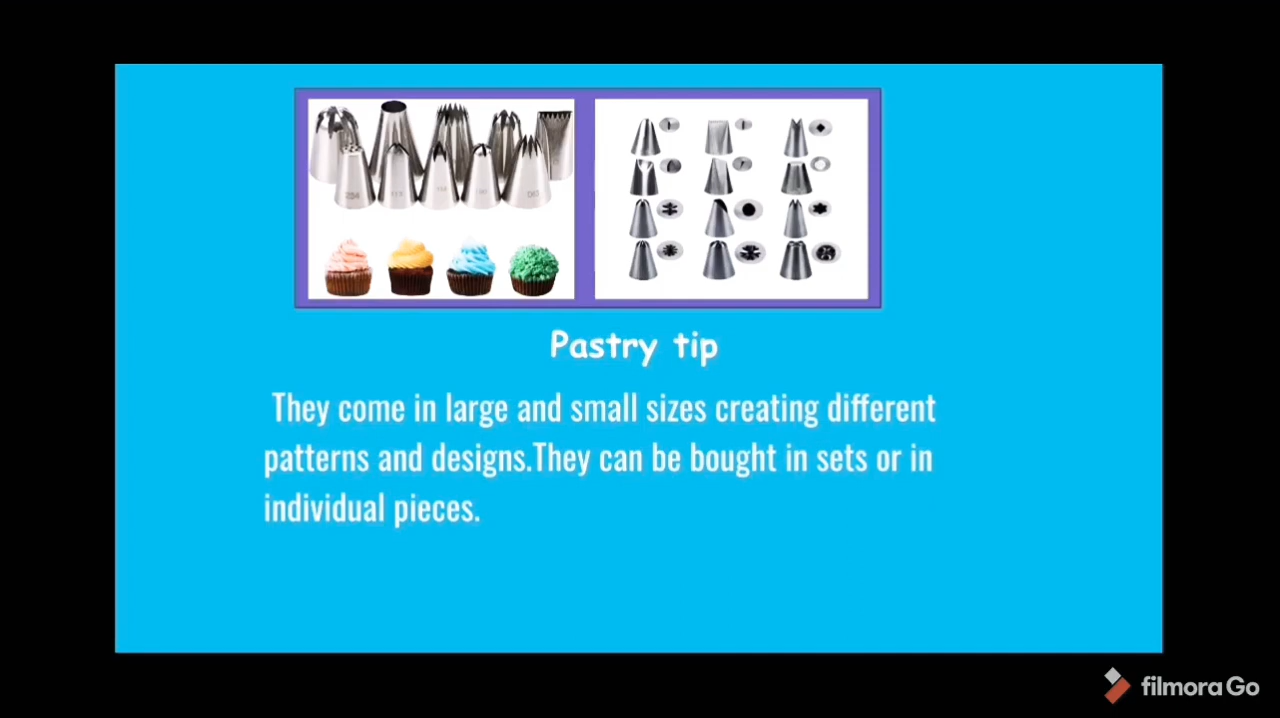 Pastry tip
They come in large and small sizes creating different
patterns and designs.They can be bought in sets or in
individual pieces.
filmora Go